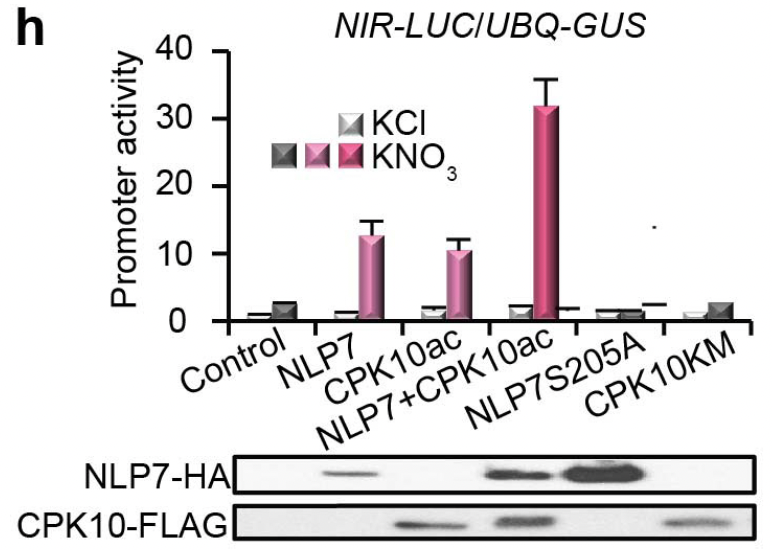 h
NIR-LUC/UBQ-GUS
Promoter activity
40
30
20
10
0
KCl
KNO3
Control
NLP7
CPK10ac
NLP7+CPK10ac
NLP7S205A
CPK10KM
NLP7-HA
CPK10-FLAG